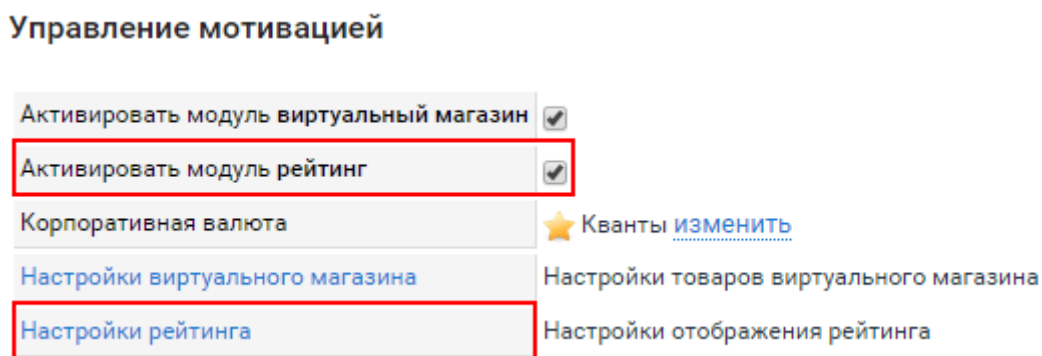 Управление мотивацией
Активировать модуль виртуальный магазин
Активировать модуль рейтинг
Корпоративная валюта Кванты изменить
Настройки виртуального магазина Настройки товаров виртуального магазина
Настройки рейтинга Настройки отображения рейтинга